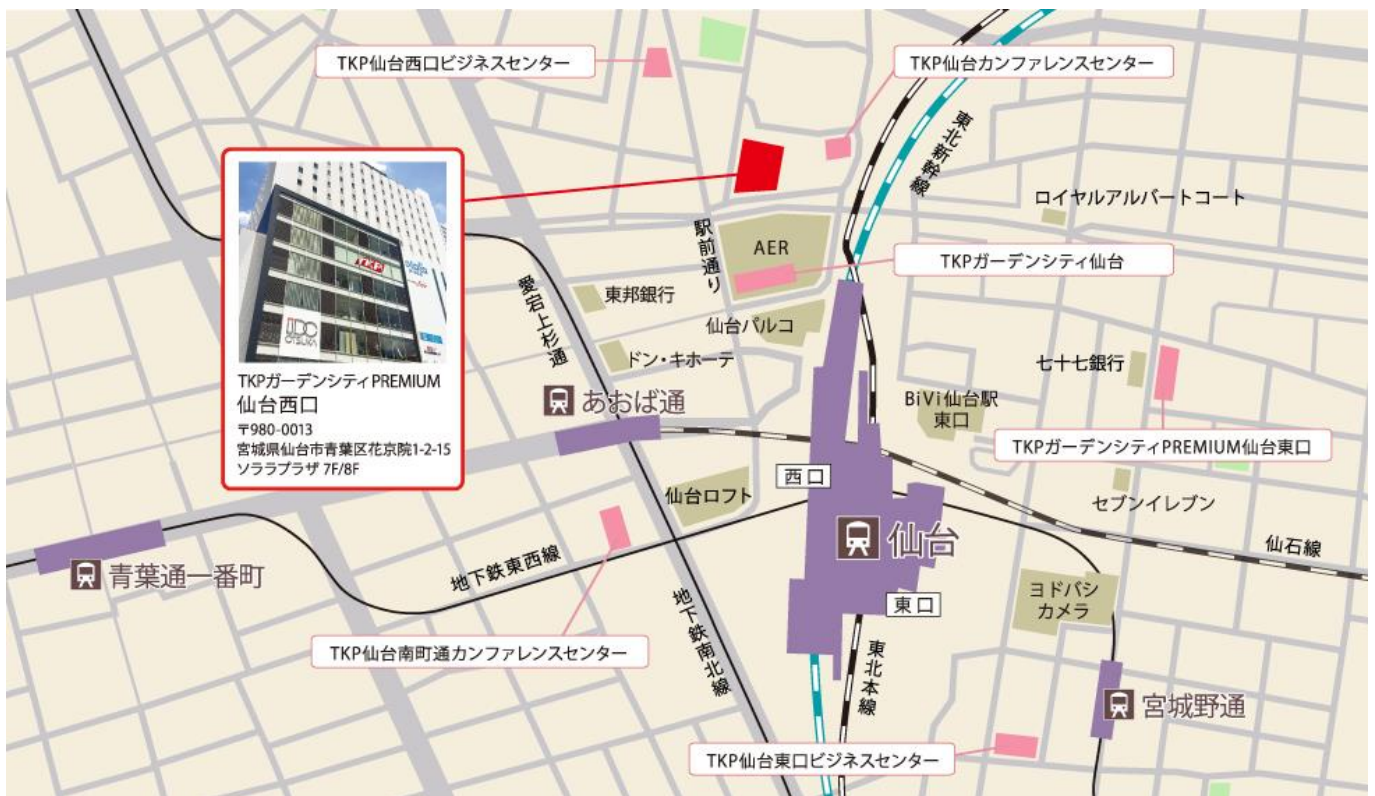 TKP仙台西口ビジネスセンター
TKP仙台カンファレンスセンター
東北新幹線
ロイヤルアルバートコート
駅前通り
AER
TKPガーデンシティ仙台
TKP
IDC
OTSUKA
愛宕上杉通
東邦銀行
仙台パルコ
ドン・キホーテ
七十七銀行
TKPガーデンシティPREMIUM
仙台西口
〒980-0013
宮城県仙台市青葉区花京院1-2-15
ソララプラザ 7F/8F
あおば通
BiVi仙台駅
東口
TKPガーデンシティPREMIUM仙台東口
西口
仙台ロフト
セブンイレブン
仙台
仙石線
青葉通一番町
地下鉄東西線
ヨドバシ
カメラ
東口
地下鉄南北線
TKP仙台南町通カンファレンスセンター
東北本線
宮城野通
TKP仙台東口ビジネスセンター